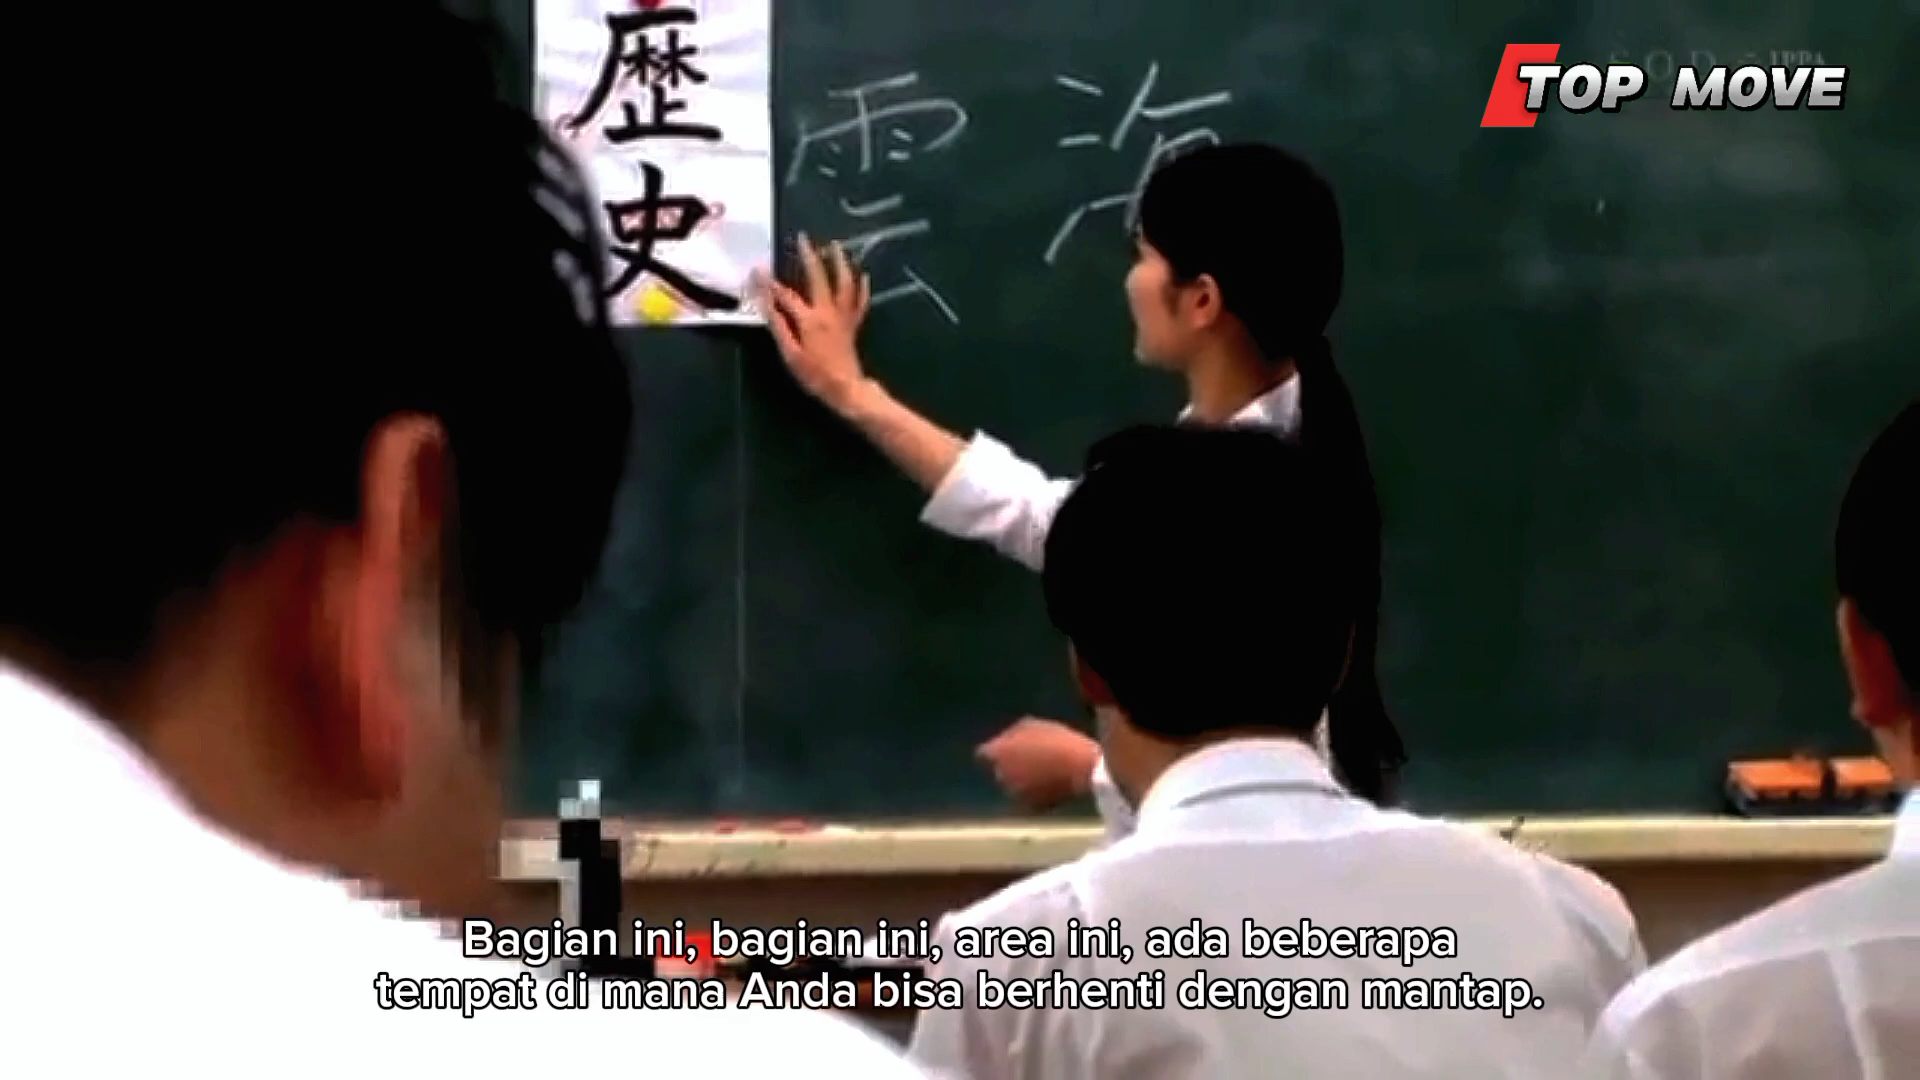 TOP MOVE
歴史
雲海
Bagian ini, bagian ini, area ini, ada beberapa
tempat di mana Anda bisa berhenti dengan mantap.